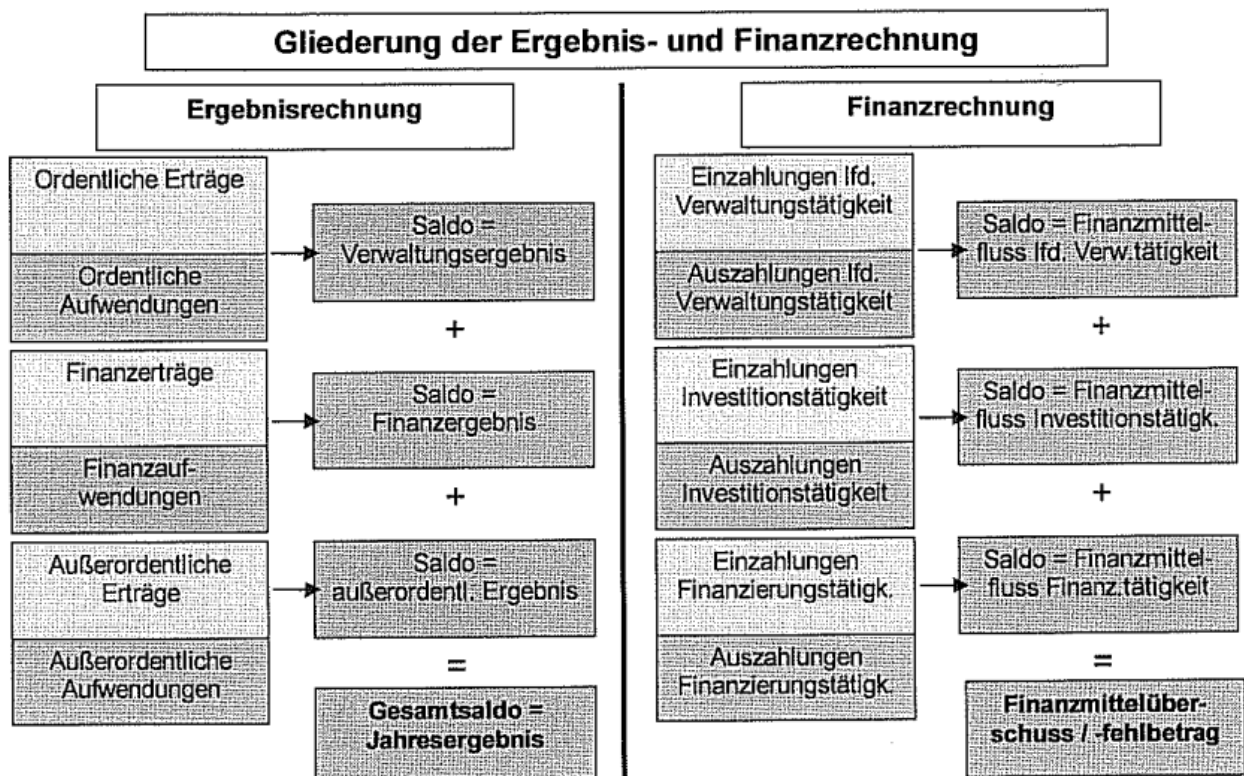 Gliederung der Ergebnis- und Finanzrechnung
Ergebnisrechnung
Ordentliche Erträge
Ordentliche
Aufwendungen
Saldo =
Verwaltungsergebnis
+
Finanzerträge
Finanzauf-
wendungen
Saldo =
Finanzergebnis
+
Außerordentliche
Erträge
Außerordentliche
Aufwendungen
Saldo =
außerordentl. Ergebnis
=
Gesamtsaldo =
Jahresergebnis
Finanzrechnung
Einzahlungen lfd.
Verwaltungstätigkeit
Auszahlungen lfd.
Verwaltungstätigkeit
Saldo = Finanzmittel-
fluss lfd. Verw.tätigkeit
+
Einzahlungen
Investitionstätigkeit
Auszahlungen
Investitionstätigkeit
Saldo = Finanzmittel-
fluss Investitionstätigk.
+
Einzahlungen
Finanzierungstätigk.
Auszahlungen
Finanzierungstätigk.
Saldo = Finanzmittel-
fluss Finanz.tätigkeit
=
Finanzmittelüber-
schuss / -fehlbetrag